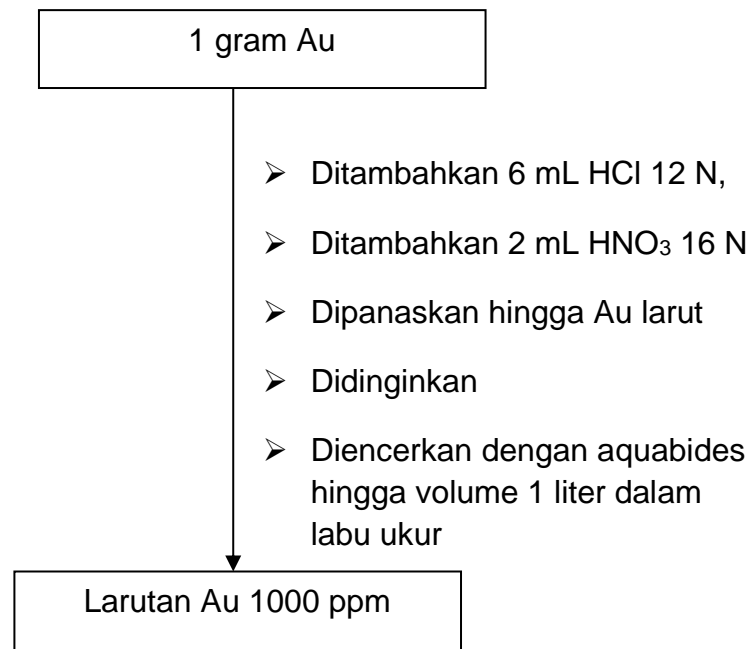 1 gram Au
➢ Ditambahkan 6 mL HCl 12 N,
➢ Ditambahkan 2 mL HNO₃ 16 N
➢ Dipanaskan hingga Au larut
➢ Didinginkan
➢ Diencerkan dengan aquabides
hingga volume 1 liter dalam
labu ukur
Larutan Au 1000 ppm